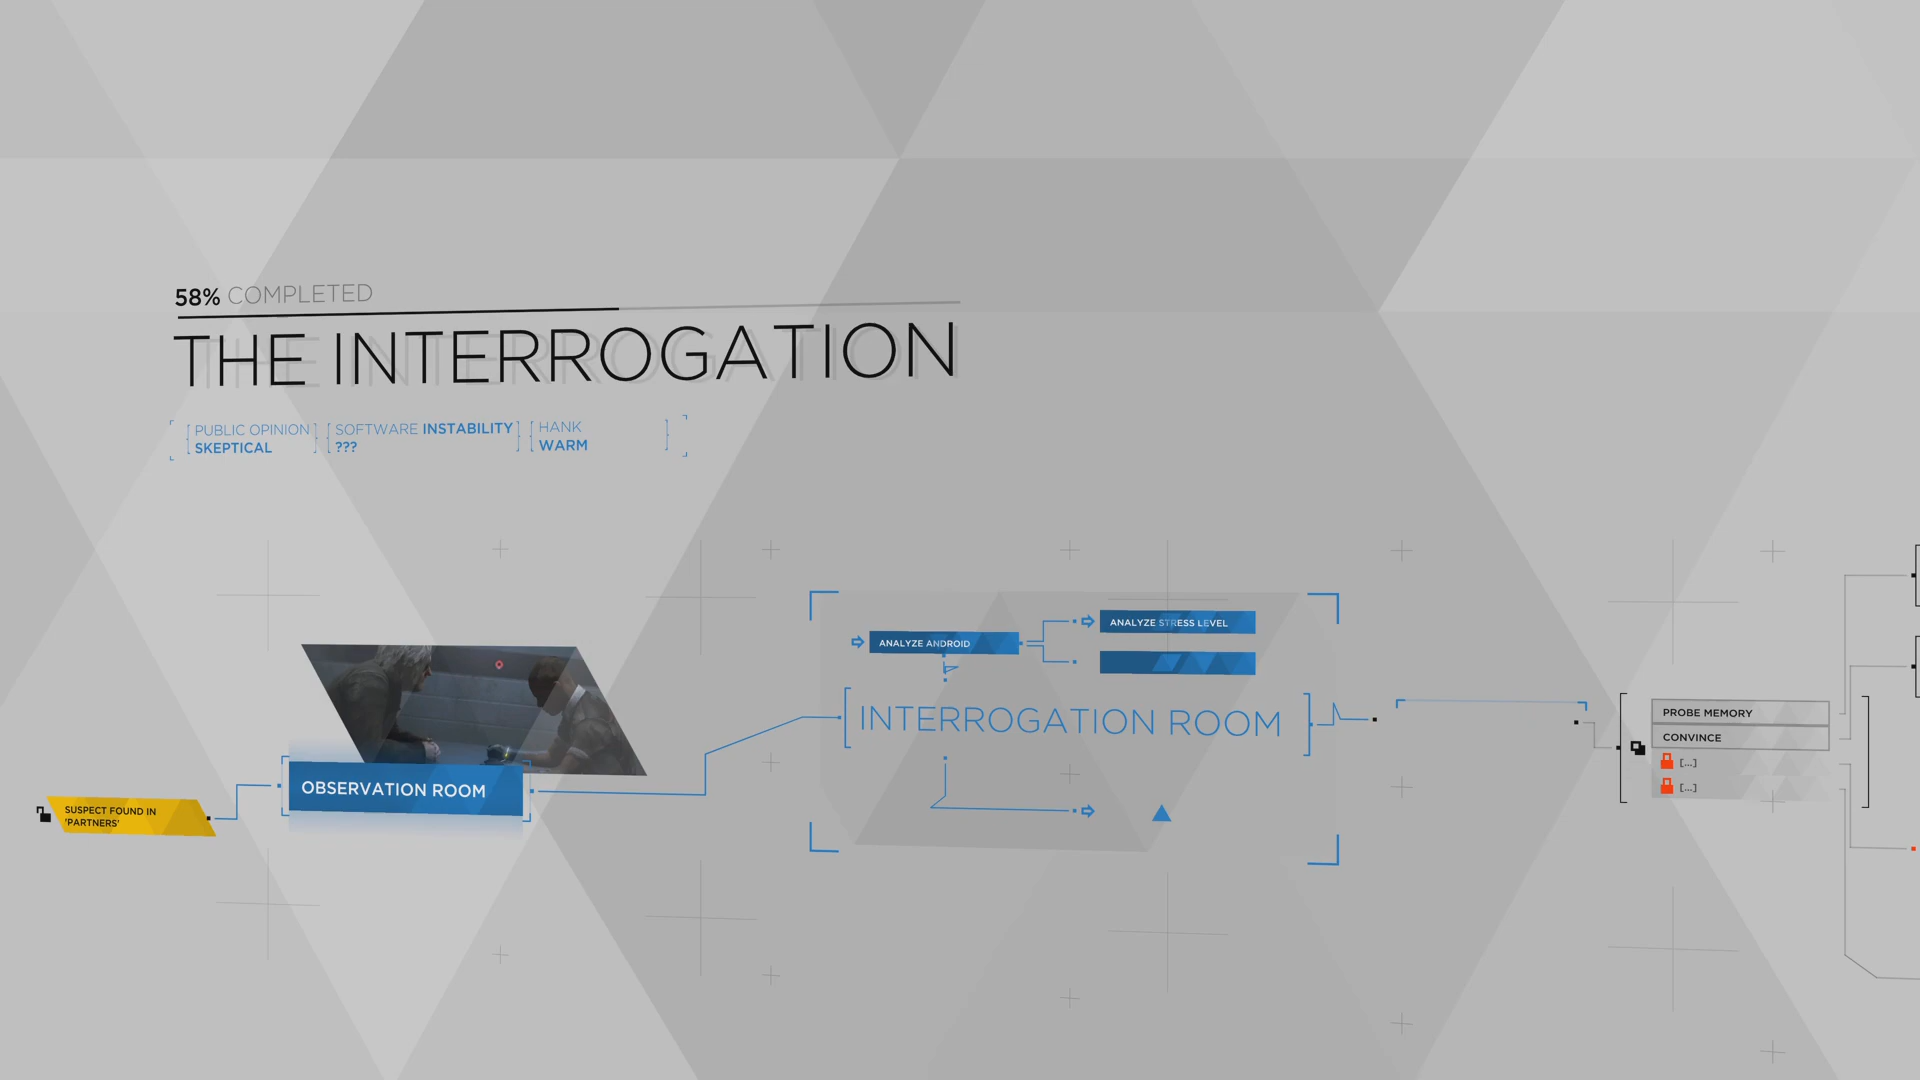 58% COMPLETED
THE INTERROGATION
PUBLIC OPINION
SKEPTICAL
SOFTWARE INSTABILITY
???
HANK
WARM
ANALYZE ANDROID
ANALYZE STRESS LEVEL
INTERROGATION ROOM
OBSERVATION ROOM
SUSPECT FOUND IN
'PARTNERS'
PROBE MEMORY
CONVINCE
[...]
[...]